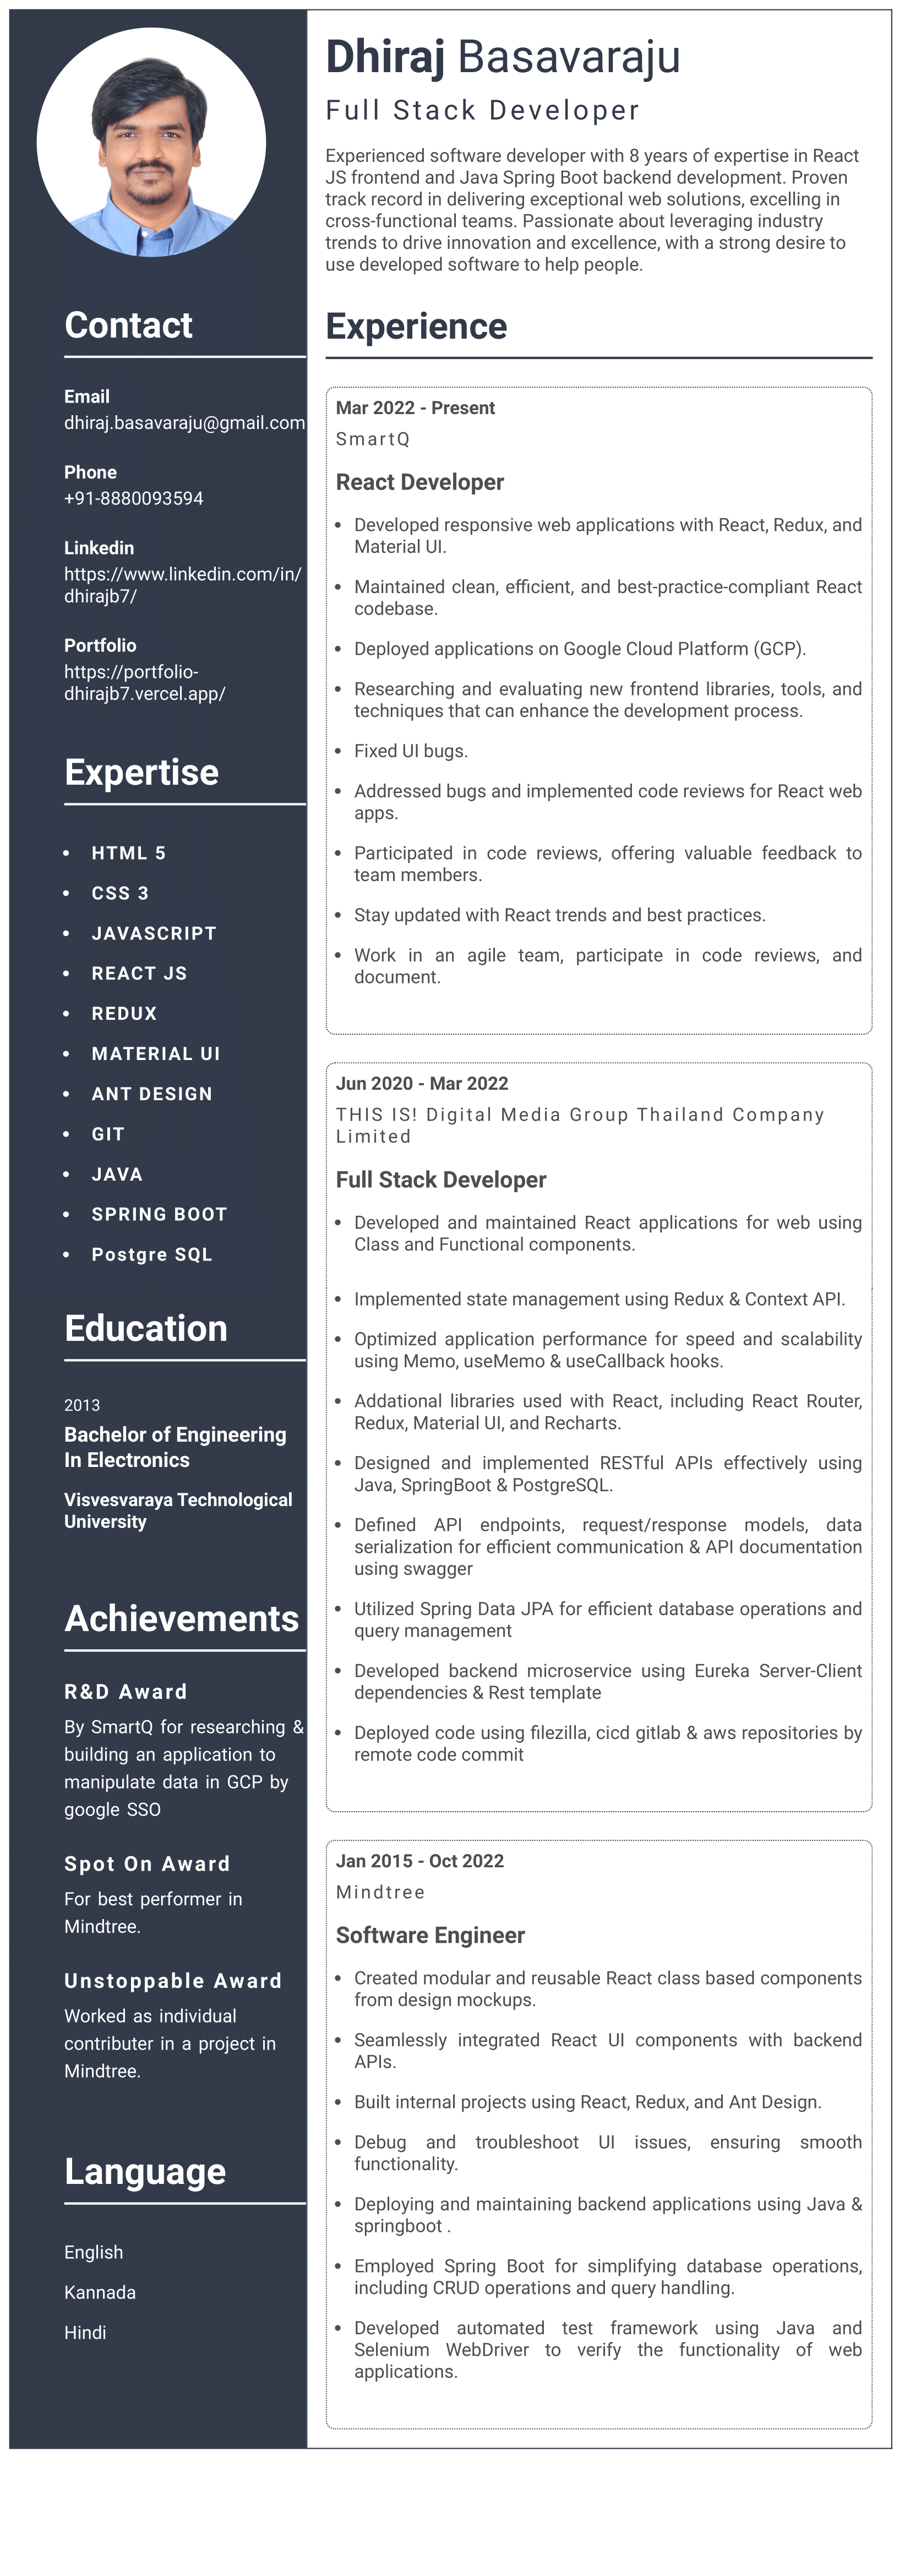 Dhiraj Basavaraju
Full Stack Developer
Experienced software developer with 8 years of expertise in React
JS frontend and Java Spring Boot backend development. Proven
track record in delivering exceptional web solutions, excelling in
cross-functional teams. Passionate about leveraging industry
trends to drive innovation and excellence, with a strong desire to
use developed software to help people.
Contact
Email
dhiraj.basavaraju@gmail.com
Phone
+91-8880093594
Linkedin
https://www.linkedin.com/in/
dhirajb7/
Portfolio
https://portfolio-
dhirajb7.vercel.app/
Expertise
• HTML 5
• CSS 3
• JAVASCRIPT
• REACT JS
• REDUX
• MATERIAL UI
• ANT DESIGN
• GIT
• JAVA
• SPRING BOOT
• Postgre SQL
Education
2013
Bachelor of Engineering
In Electronics
Visvesvaraya Technological
University
Achievements
R&D Award
By SmartQ for researching &
building an application to
manipulate data in GCP by
google SSO
Spot On Award
For best performer in
Mindtree.
Unstoppable Award
Worked as individual
contributer in a project in
Mindtree.
Language
English
Kannada
Hindi
Experience
Mar 2022 - Present
SmartQ
React Developer
• Developed responsive web applications with React, Redux, and
Material UI.
• Maintained clean, efficient, and best-practice-compliant React
codebase.
• Deployed applications on Google Cloud Platform (GCP).
• Researching and evaluating new frontend libraries, tools, and
techniques that can enhance the development process.
• Fixed UI bugs.
• Addressed bugs and implemented code reviews for React web
apps.
• Participated in code reviews, offering valuable feedback to
team members.
• Stay updated with React trends and best practices.
• Work in an agile team, participate in code reviews, and
document.
Jun 2020 - Mar 2022
THIS IS! Digital Media Group Thailand Company
Limited
Full Stack Developer
• Developed and maintained React applications for web using
Class and Functional components.
• Implemented state management using Redux & Context API.
• Optimized application performance for speed and scalability
using Memo, useMemo & useCallback hooks.
• Addational libraries used with React, including React Router,
Redux, Material UI, and Recharts.
• Designed and implemented RESTful APIs effectively using
Java, SpringBoot & PostgreSQL.
• Defined API endpoints, request/response models, data
serialization for efficient communication & API documentation
using swagger
• Utilized Spring Data JPA for efficient database operations and
query management
• Developed backend microservice using Eureka Server-Client
dependencies & Rest template
• Deployed code using filezilla, cicd gitlab & aws repositories by
remote code commit
Jan 2015 - Oct 2022
Mindtree
Software Engineer
• Created modular and reusable React class based components
from design mockups.
• Seamlessly integrated React UI components with backend
APIs.
• Built internal projects using React, Redux, and Ant Design.
• Debug and troubleshoot UI issues, ensuring smooth
functionality.
• Deploying and maintaining backend applications using Java &
springboot .
• Employed Spring Boot for simplifying database operations,
including CRUD operations and query handling.
• Developed automated test framework using Java and
Selenium WebDriver to verify the functionality of web
applications.